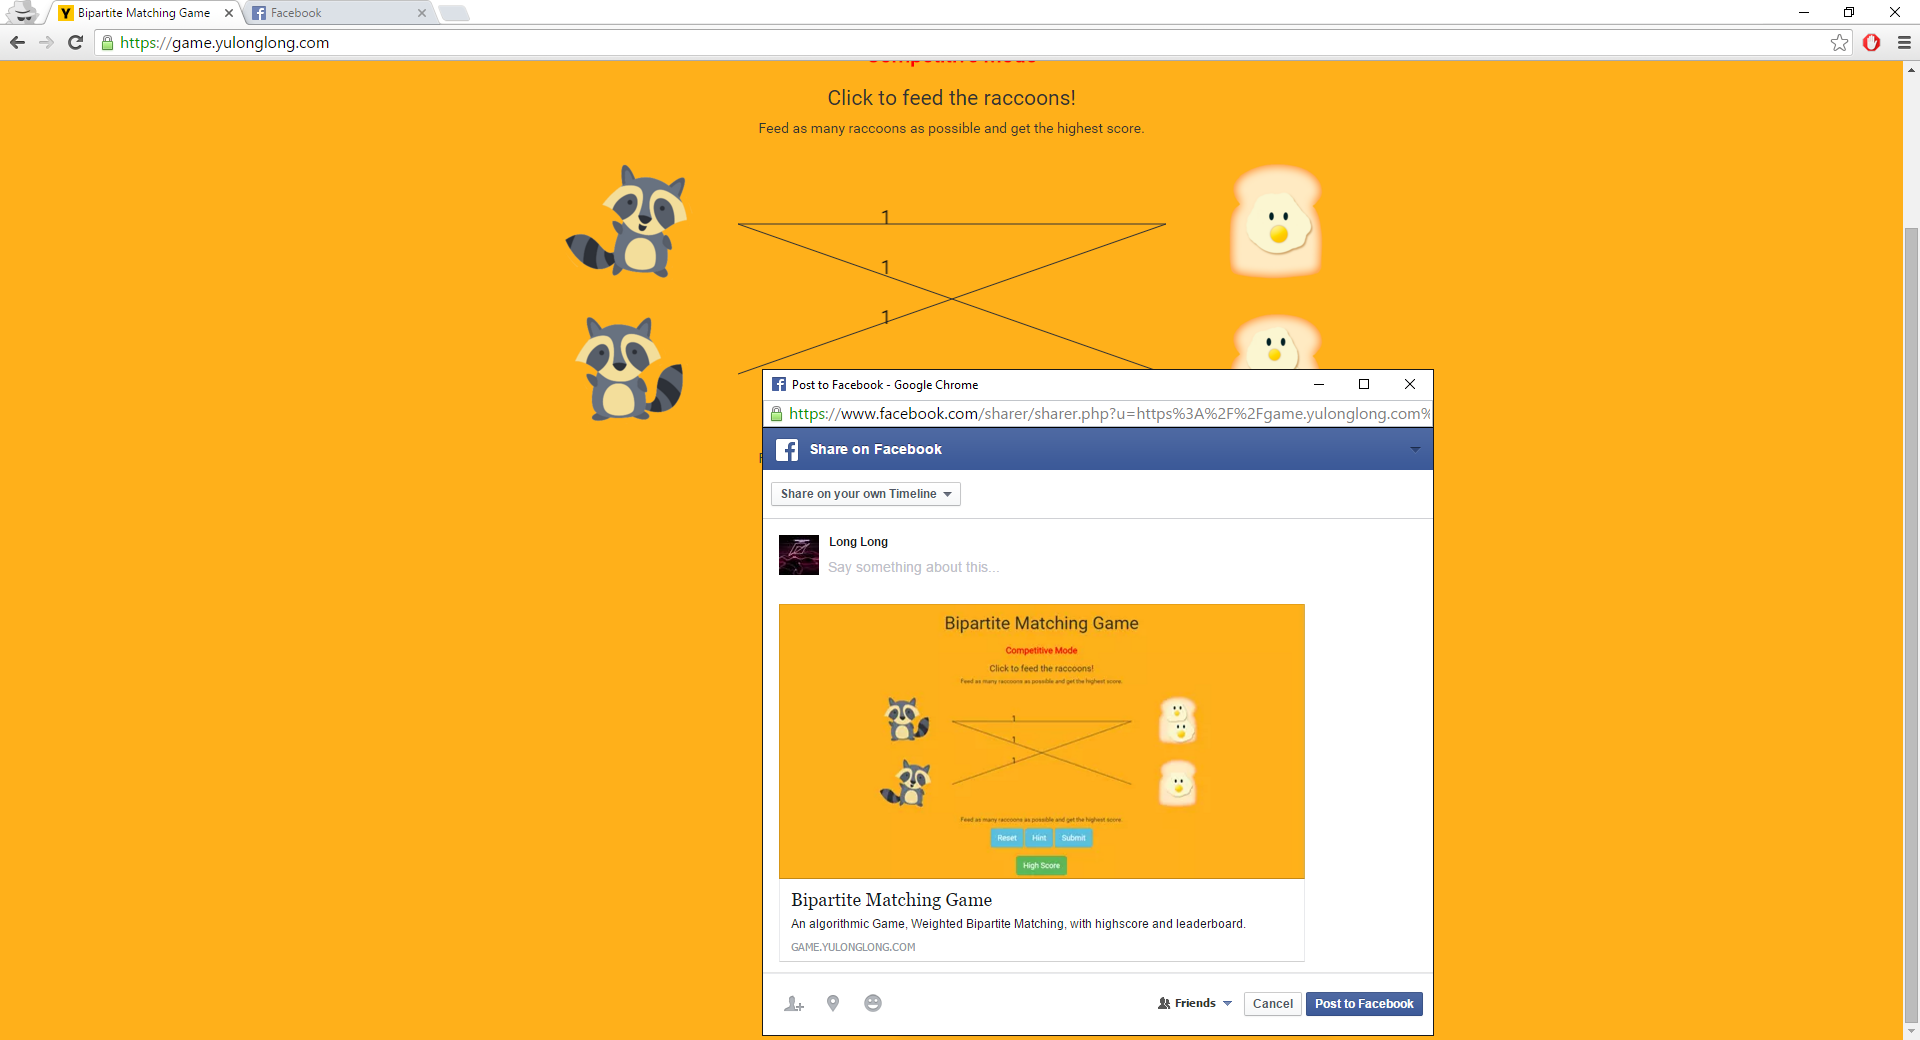 Bipartite Matching Game
Facebook
https://game.yulonglong.com
Competitive Mode
Click to feed the raccoons!
Feed as many raccoons as possible and get the highest score.
1
1
1
Post to Facebook - Google Chrome
https://www.facebook.com/sharer/sharer.php?u=https%3A%2F%2Fgame.yulonglong.com%
Share on Facebook
Share on your own Timeline
Long Long
Say something about this...
Bipartite Matching Game
Competitive Mode
Click to feed the raccoons!
Feed as many raccoons as possible and get the highest score.
1
1
1
Feed as many raccoons as possible and get the highest score.
Reset Hint Submit
High Score
Bipartite Matching Game
An algorithmic Game, Weighted Bipartite Matching, with highscore and leaderboard.
GAME.YULONGLONG.COM
Friends Cancel Post to Facebook